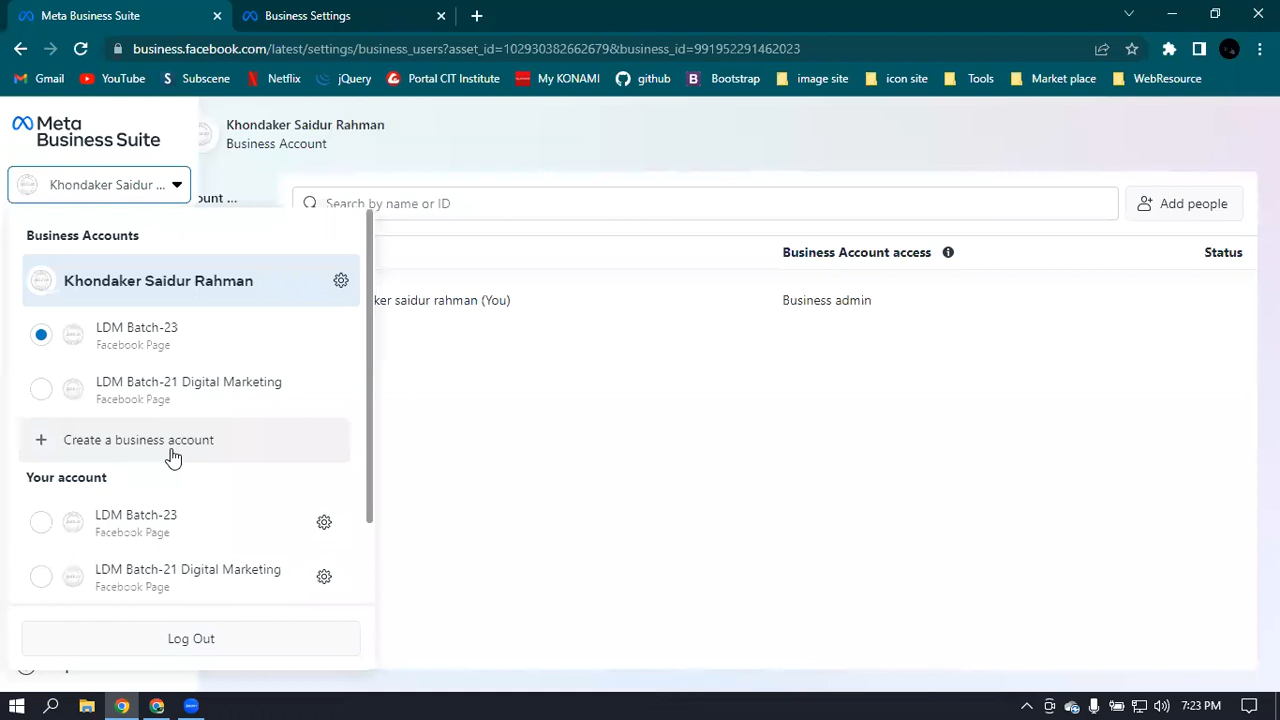 Meta Business Suite
Business Settings
business.facebook.com/latest/settings/business_users?asset_id=102930382662679&business_id=991952291462023
Gmail
YouTube
Subscene
Netflix
jQuery
Portal CIT Institute
My KONAMI
github
Bootstrap
image site
icon site
Tools
Market place
WebResource
Meta
Business Suite
Khondaker Saidur Rahman
Business Account
Khondaker Saidur ...
ount ...
Search by name or ID
Add people
Business Accounts
Business Account access
Status
Khondaker Saidur Rahman
ker saidur rahman (You)
Business admin
LDM Batch-23
Facebook Page
LDM Batch-21 Digital Marketing
Facebook Page
+ Create a business account
Your account
LDM Batch-23
Facebook Page
LDM Batch-21 Digital Marketing
Facebook Page
Log Out
7:23 PM